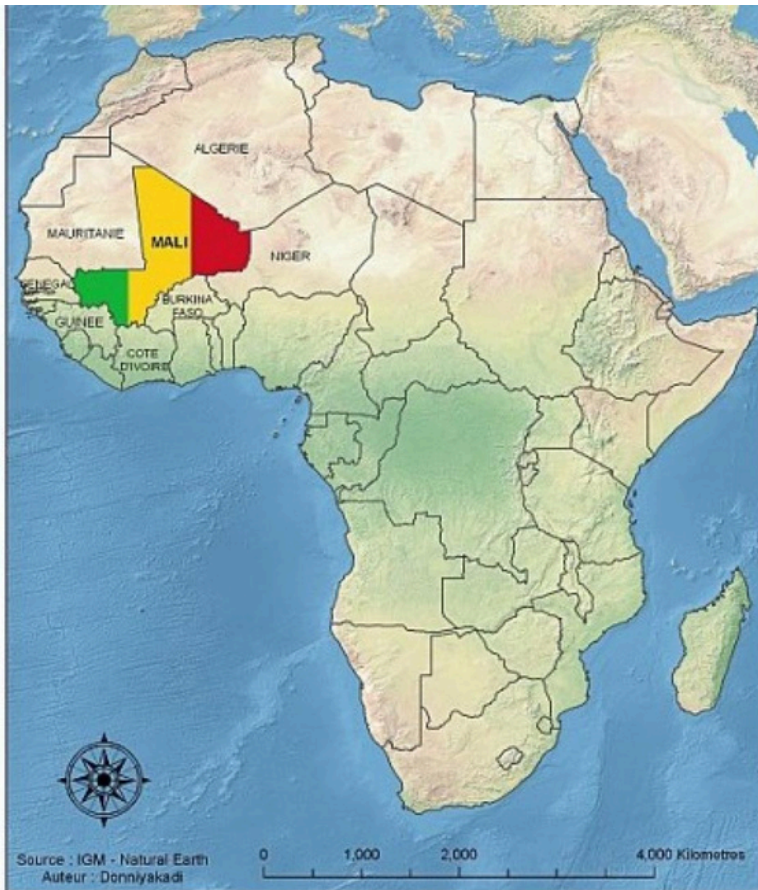 ALGERIE
MAURITANIE
MALI
NIGER
SENEGAL
BURKINA
FASO
GUINEE
COTE
D'IVOIRE
Source : IGM - Natural Earth
Auteur : Donniyakadi
0 1,000 2,000 4,000 Kilometres